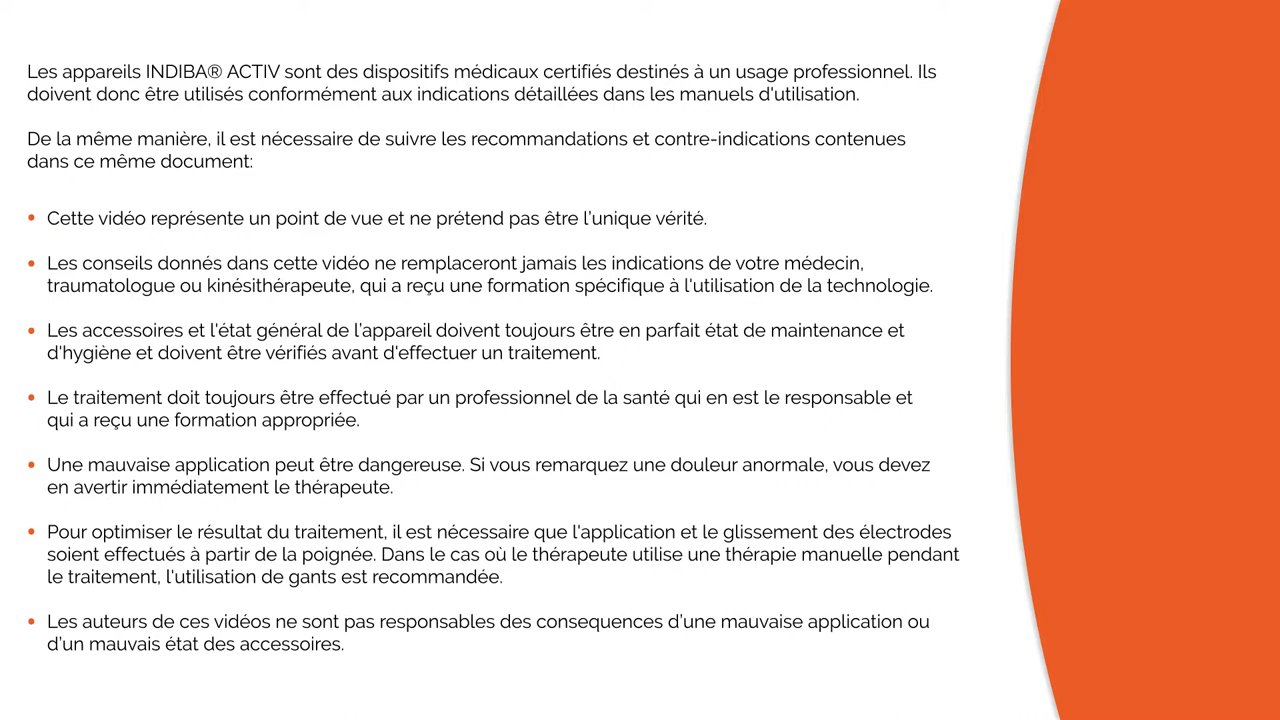 Les appareils INDIBA® ACTIV sont des dispositifs médicaux certifiés destinés à un usage professionnel. Ils
doivent donc être utilisés conformément aux indications détaillées dans les manuels d'utilisation.
De la même manière, il est nécessaire de suivre les recommandations et contre-indications contenues
dans ce même document:
• Cette vidéo représente un point de vue et ne prétend pas être l’unique vérité.
• Les conseils donnés dans cette vidéo ne remplaceront jamais les indications de votre médecin,
traumatologue ou kinésithérapeute, qui a reçu une formation spécifique à l'utilisation de la technologie.
• Les accessoires et l'état général de l’appareil doivent toujours être en parfait état de maintenance et
d'hygiène et doivent être vérifiés avant d'effectuer un traitement.
• Le traitement doit toujours être effectué par un professionnel de la santé qui en est le responsable et
qui a reçu une formation appropriée.
• Une mauvaise application peut être dangereuse. Si vous remarquez une douleur anormale, vous devez
en avertir immédiatement le thérapeute.
• Pour optimiser le résultat du traitement, il est nécessaire que l'application et le glissement des électrodes
soient effectués à partir de la poignée. Dans le cas où le thérapeute utilise une thérapie manuelle pendant
le traitement, l'utilisation de gants est recommandée.
• Les auteurs de ces vidéos ne sont pas responsables des consequences d’une mauvaise application ou
d’un mauvais état des accessoires.